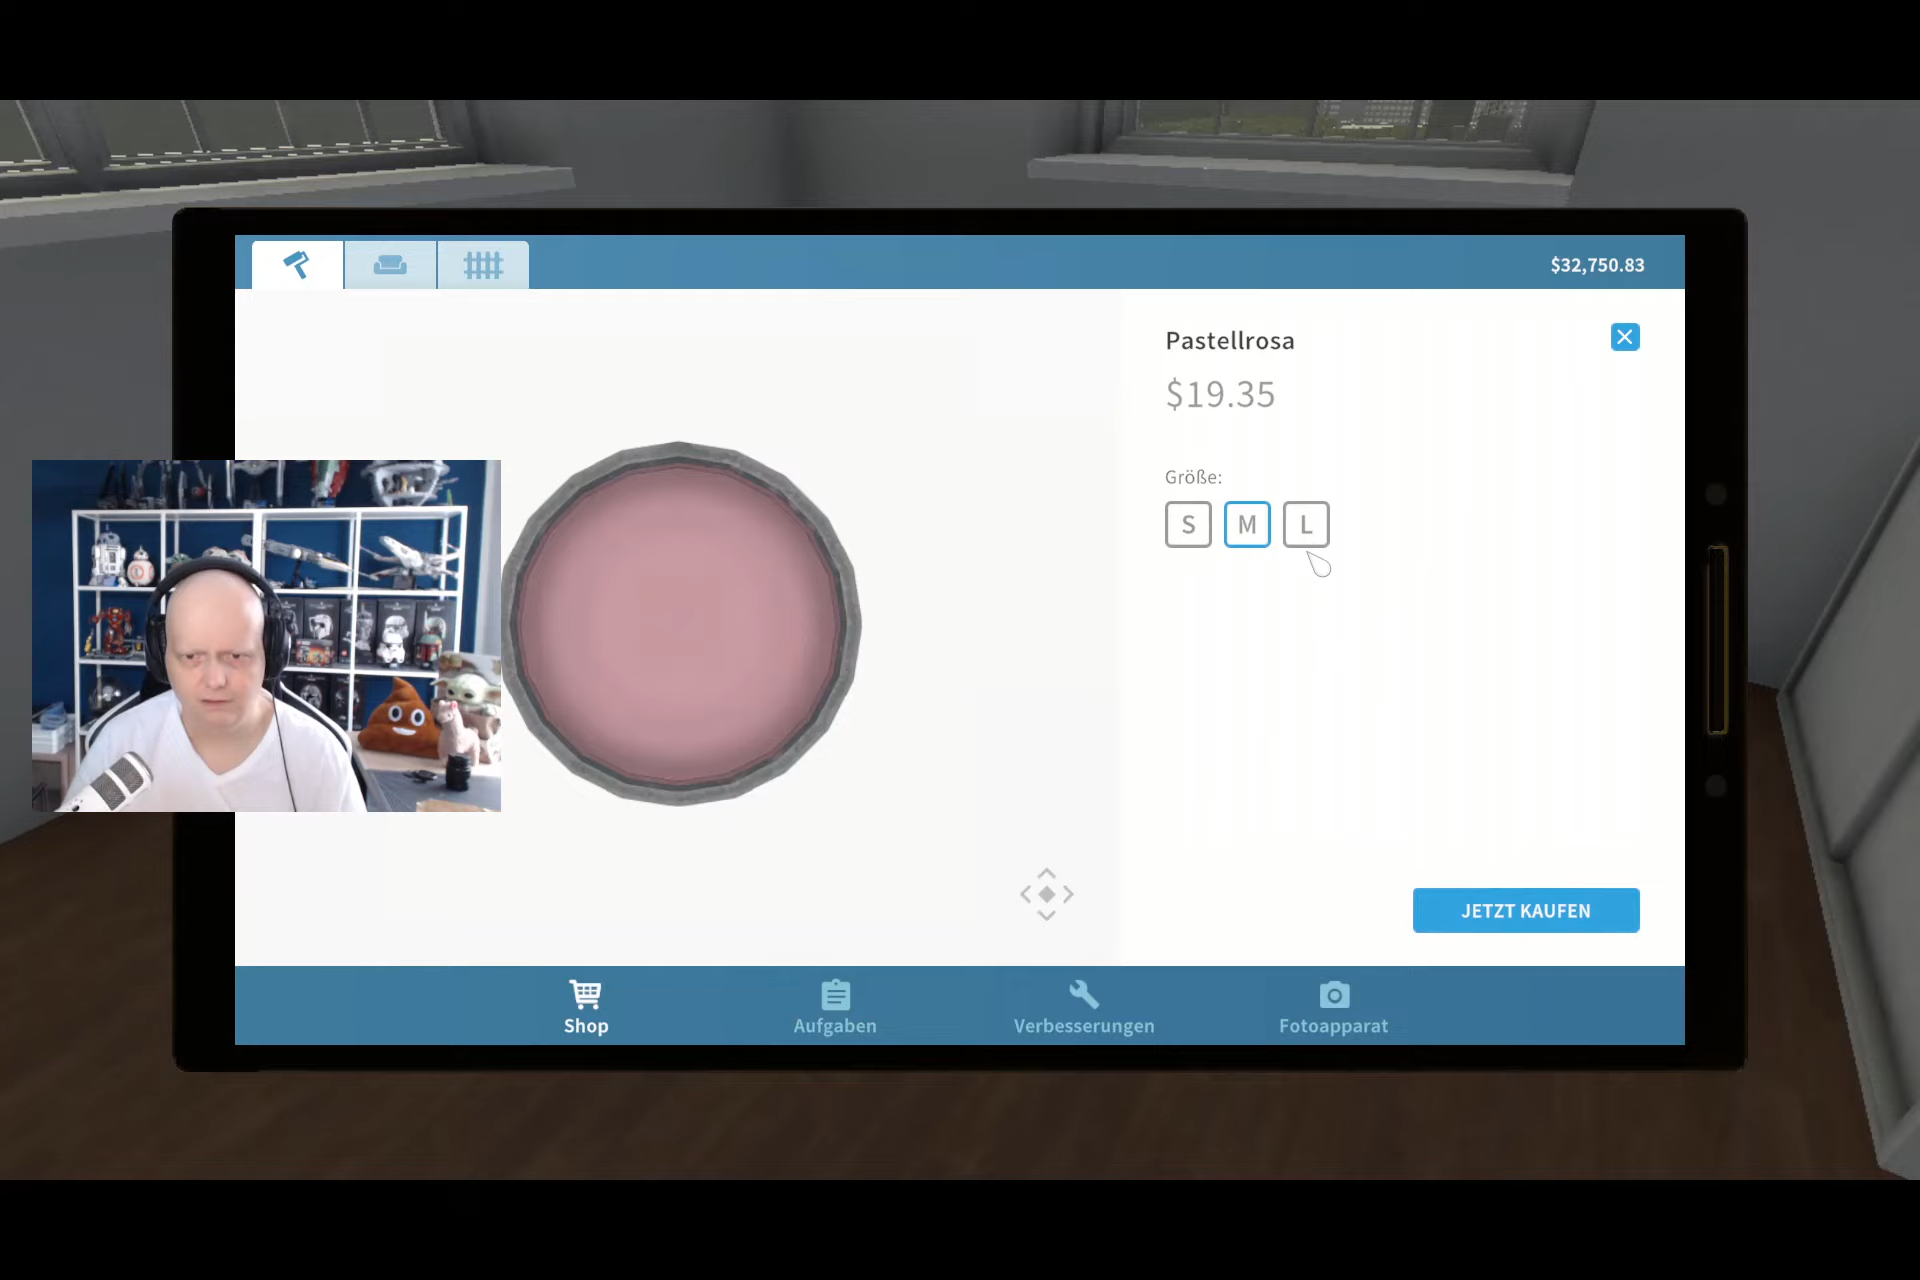 $32,750.83
Pastellrosa
$19.35
Größe:
S M L
JETZT KAUFEN
Shop Aufgaben Verbesserungen Fotoapparat